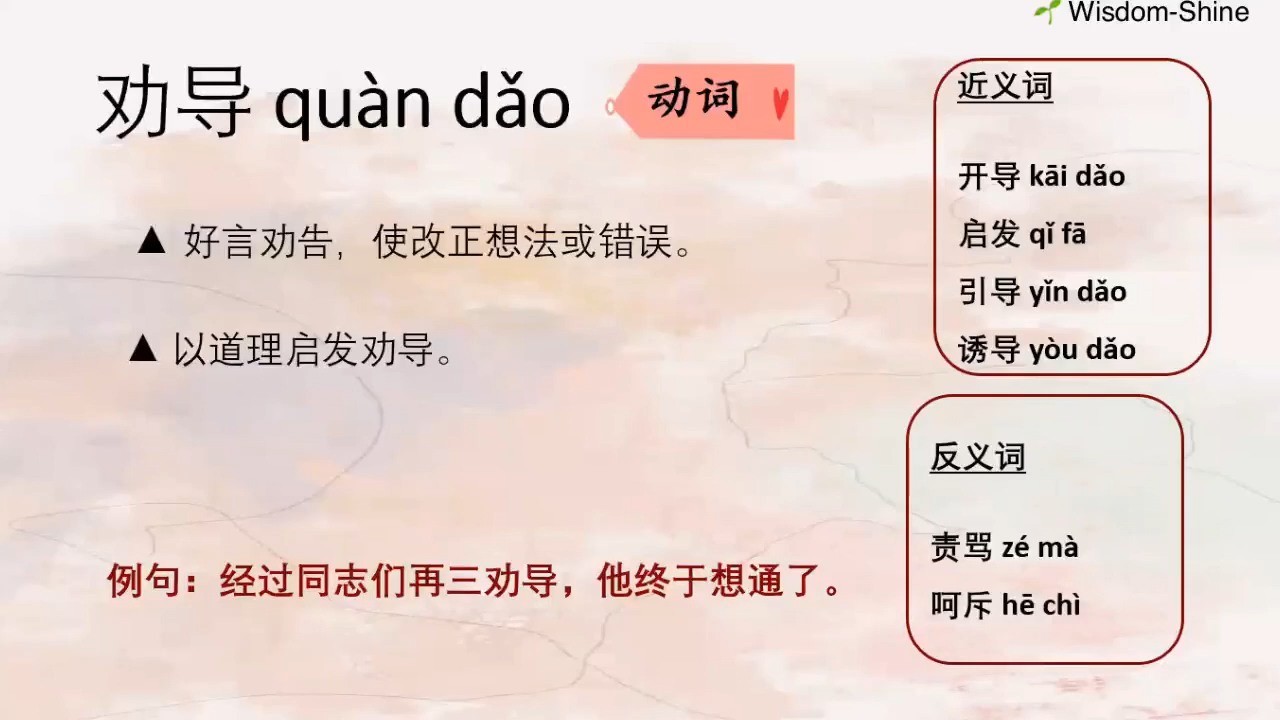 Wisdom-Shine
劝导 quàn dǎo 动词
▲ 好言劝告，使改正想法或错误。
▲ 以道理启发劝导。
例句：经过同志们再三劝导，他终于想通了。
近义词
开导 kāi dǎo
启发 qǐ fā
引导 yǐn dǎo
诱导 yòu dǎo
反义词
责骂 zé mà
呵斥 hē chì